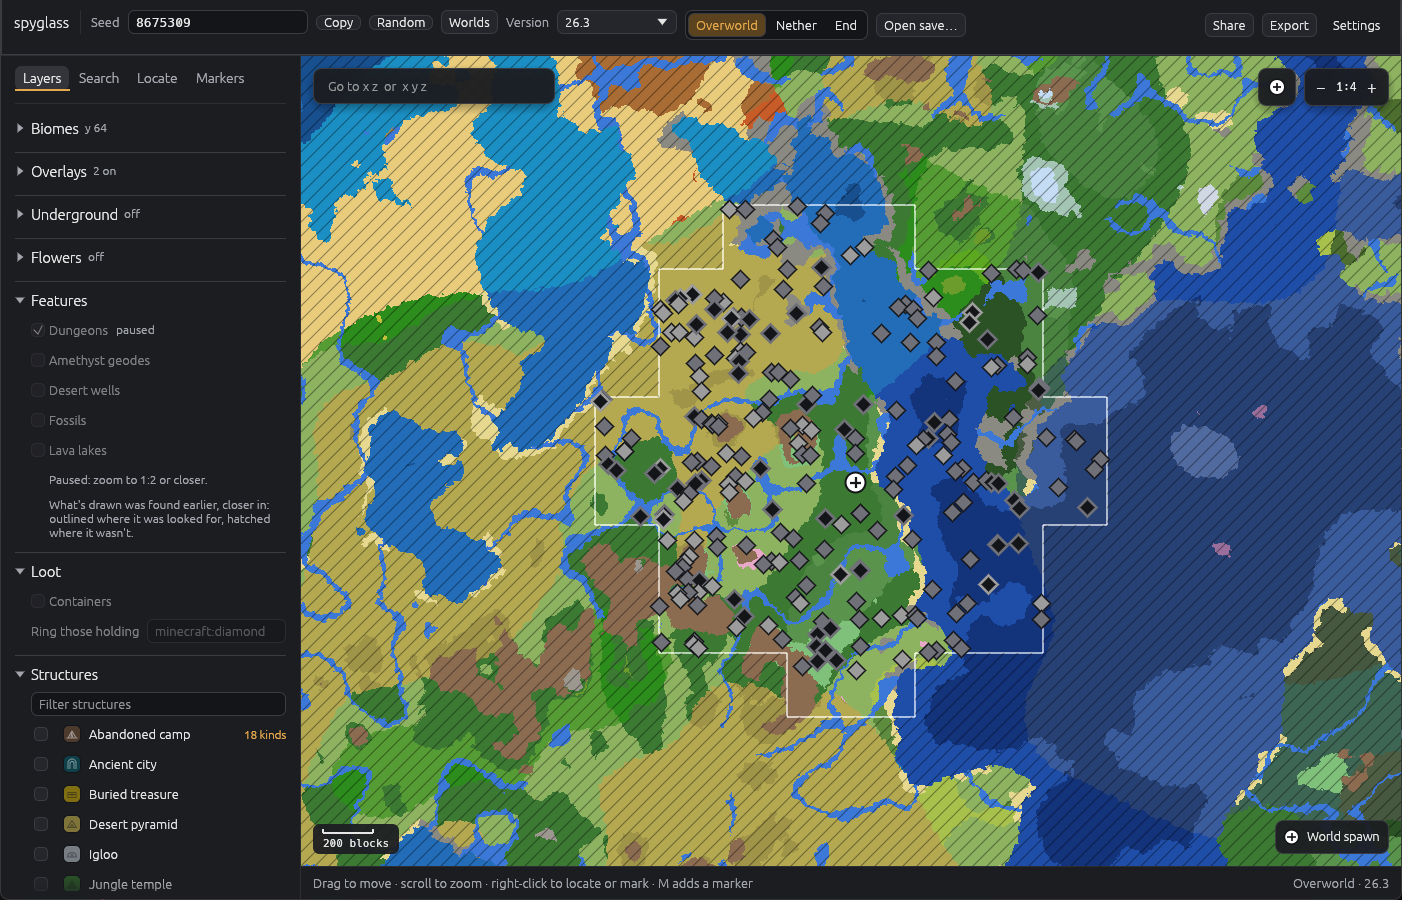 spyglass
Seed
8675309
Copy
Random
Worlds
Version
26.3
Overworld
Nether
End
Open save…
Share
Export
Settings
Layers
Search
Locate
Markers
Biomes y 64
Overlays 2 on
Underground off
Flowers off
Features
Dungeons paused
Amethyst geodes
Desert wells
Fossils
Lava lakes
Paused: zoom to 1:2 or closer.
What's drawn was found earlier, closer in:
outlined where it was looked for, hatched
where it wasn't.
Loot
Containers
Ring those holding
minecraft:diamond
Structures
Filter structures
Abandoned camp
18 kinds
Ancient city
Buried treasure
Desert pyramid
Igloo
Jungle temple
Go to x z or x y z
− 1:4 +
200 blocks
World spawn
Drag to move · scroll to zoom · right-click to locate or mark · M adds a marker
Overworld · 26.3